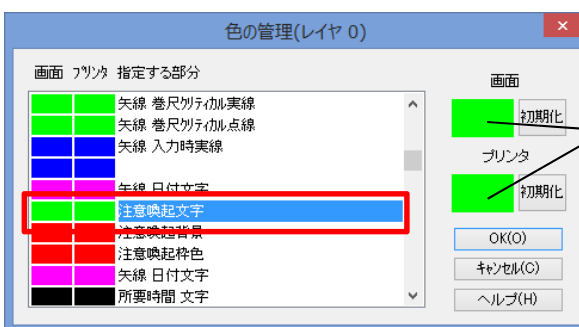 色の管理(レイヤ 0)
画面 プリンタ 指定する部分
矢線 巻尺クリティカル実線
矢線 巻尺クリティカル点線
矢線 入力時実線
矢線 日付文字
注意喚起文字
注意喚起背景
注意喚起枠色
矢線 日付文字
所要時間 文字
画面
初期化
プリンタ
初期化
OK(O)
キャンセル(C)
ヘルプ(H)